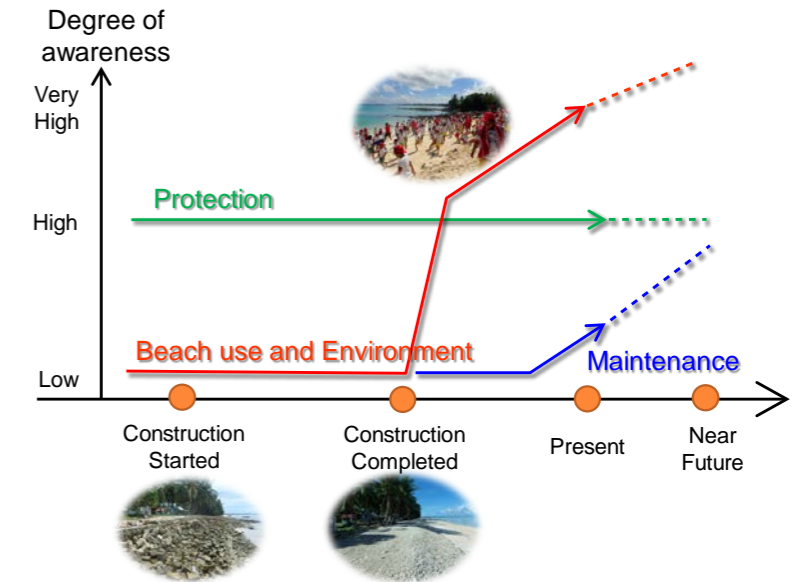 Degree of
awareness
Very
High
Protection
High
Beach use and Environment
Maintenance
Low
Construction
Started
Construction
Completed
Present
Near
Future